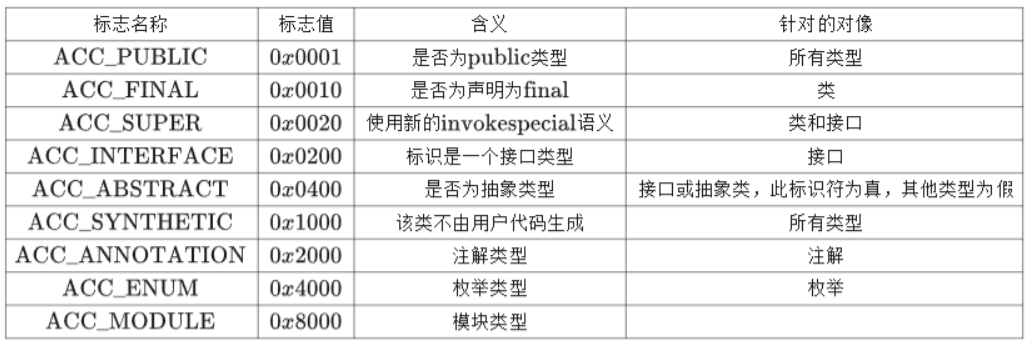 标志名称 标志值 含义 针对的对像
ACC_PUBLIC 0x0001 是否为public类型 所有类型
ACC_FINAL 0x0010 是否为声明为final 类
ACC_SUPER 0x0020 使用新的invokespecial语义 类和接口
ACC_INTERFACE 0x0200 标识是一个接口类型 接口
ACC_ABSTRACT 0x0400 是否为抽象类型 接口或抽象类，此标识符为真，其他类型为假
ACC_SYNTHETIC 0x1000 该类不由用户代码生成 所有类型
ACC_ANNOTATION 0x2000 注解类型 注解
ACC_ENUM 0x4000 枚举类型 枚举
ACC_MODULE 0x8000 模块类型